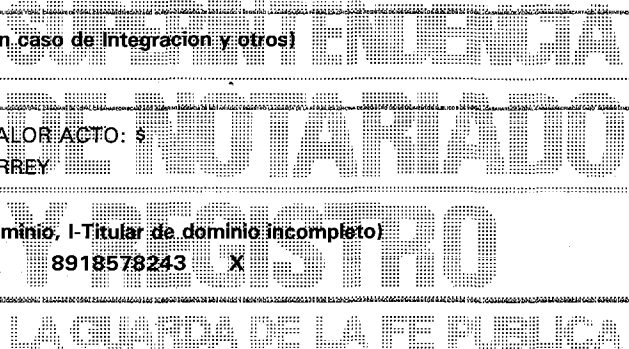 SUPERINTENDENCIA
n caso de Integracion y otros)
DE NOTARIADO
ALOR ACTO: $
RREY
Y REGISTRO
minio, I-Titular de dominio incompleto)
8918578243 X
LA GUARDA DE LA FE PUBLICA